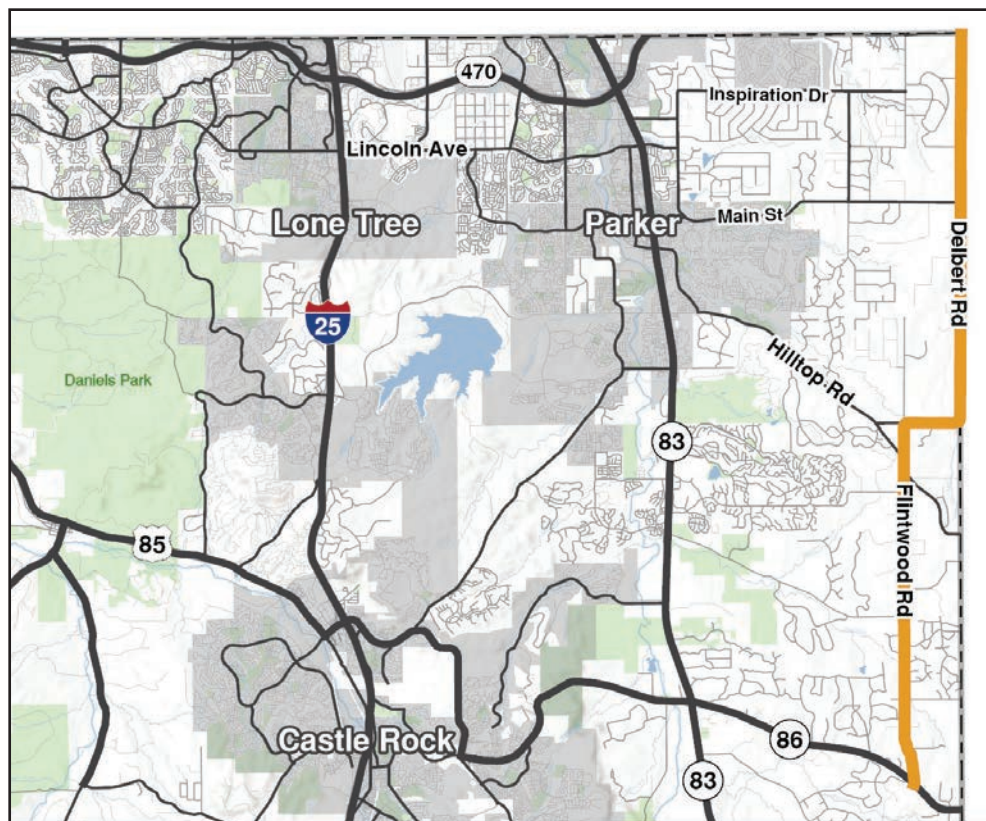 470
Inspiration Dr
Lincoln Ave
Lone Tree
Parker
Main St
Delbert Rd
25
Daniels Park
Hilltop Rd
83
Flintwood Rd
85
Castle Rock
86
83